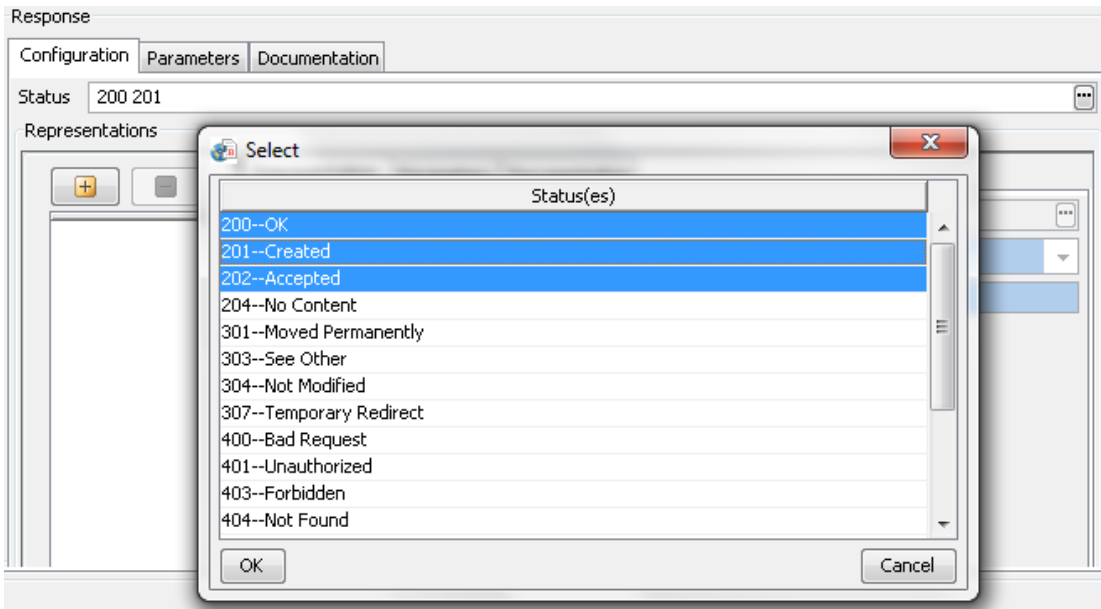 Response
Configuration Parameters Documentation
Status 200 201
Representations
Select
Status(es)
200--OK
201--Created
202--Accepted
204--No Content
301--Moved Permanently
303--See Other
304--Not Modified
307--Temporary Redirect
400--Bad Request
401--Unauthorized
403--Forbidden
404--Not Found
OK Cancel